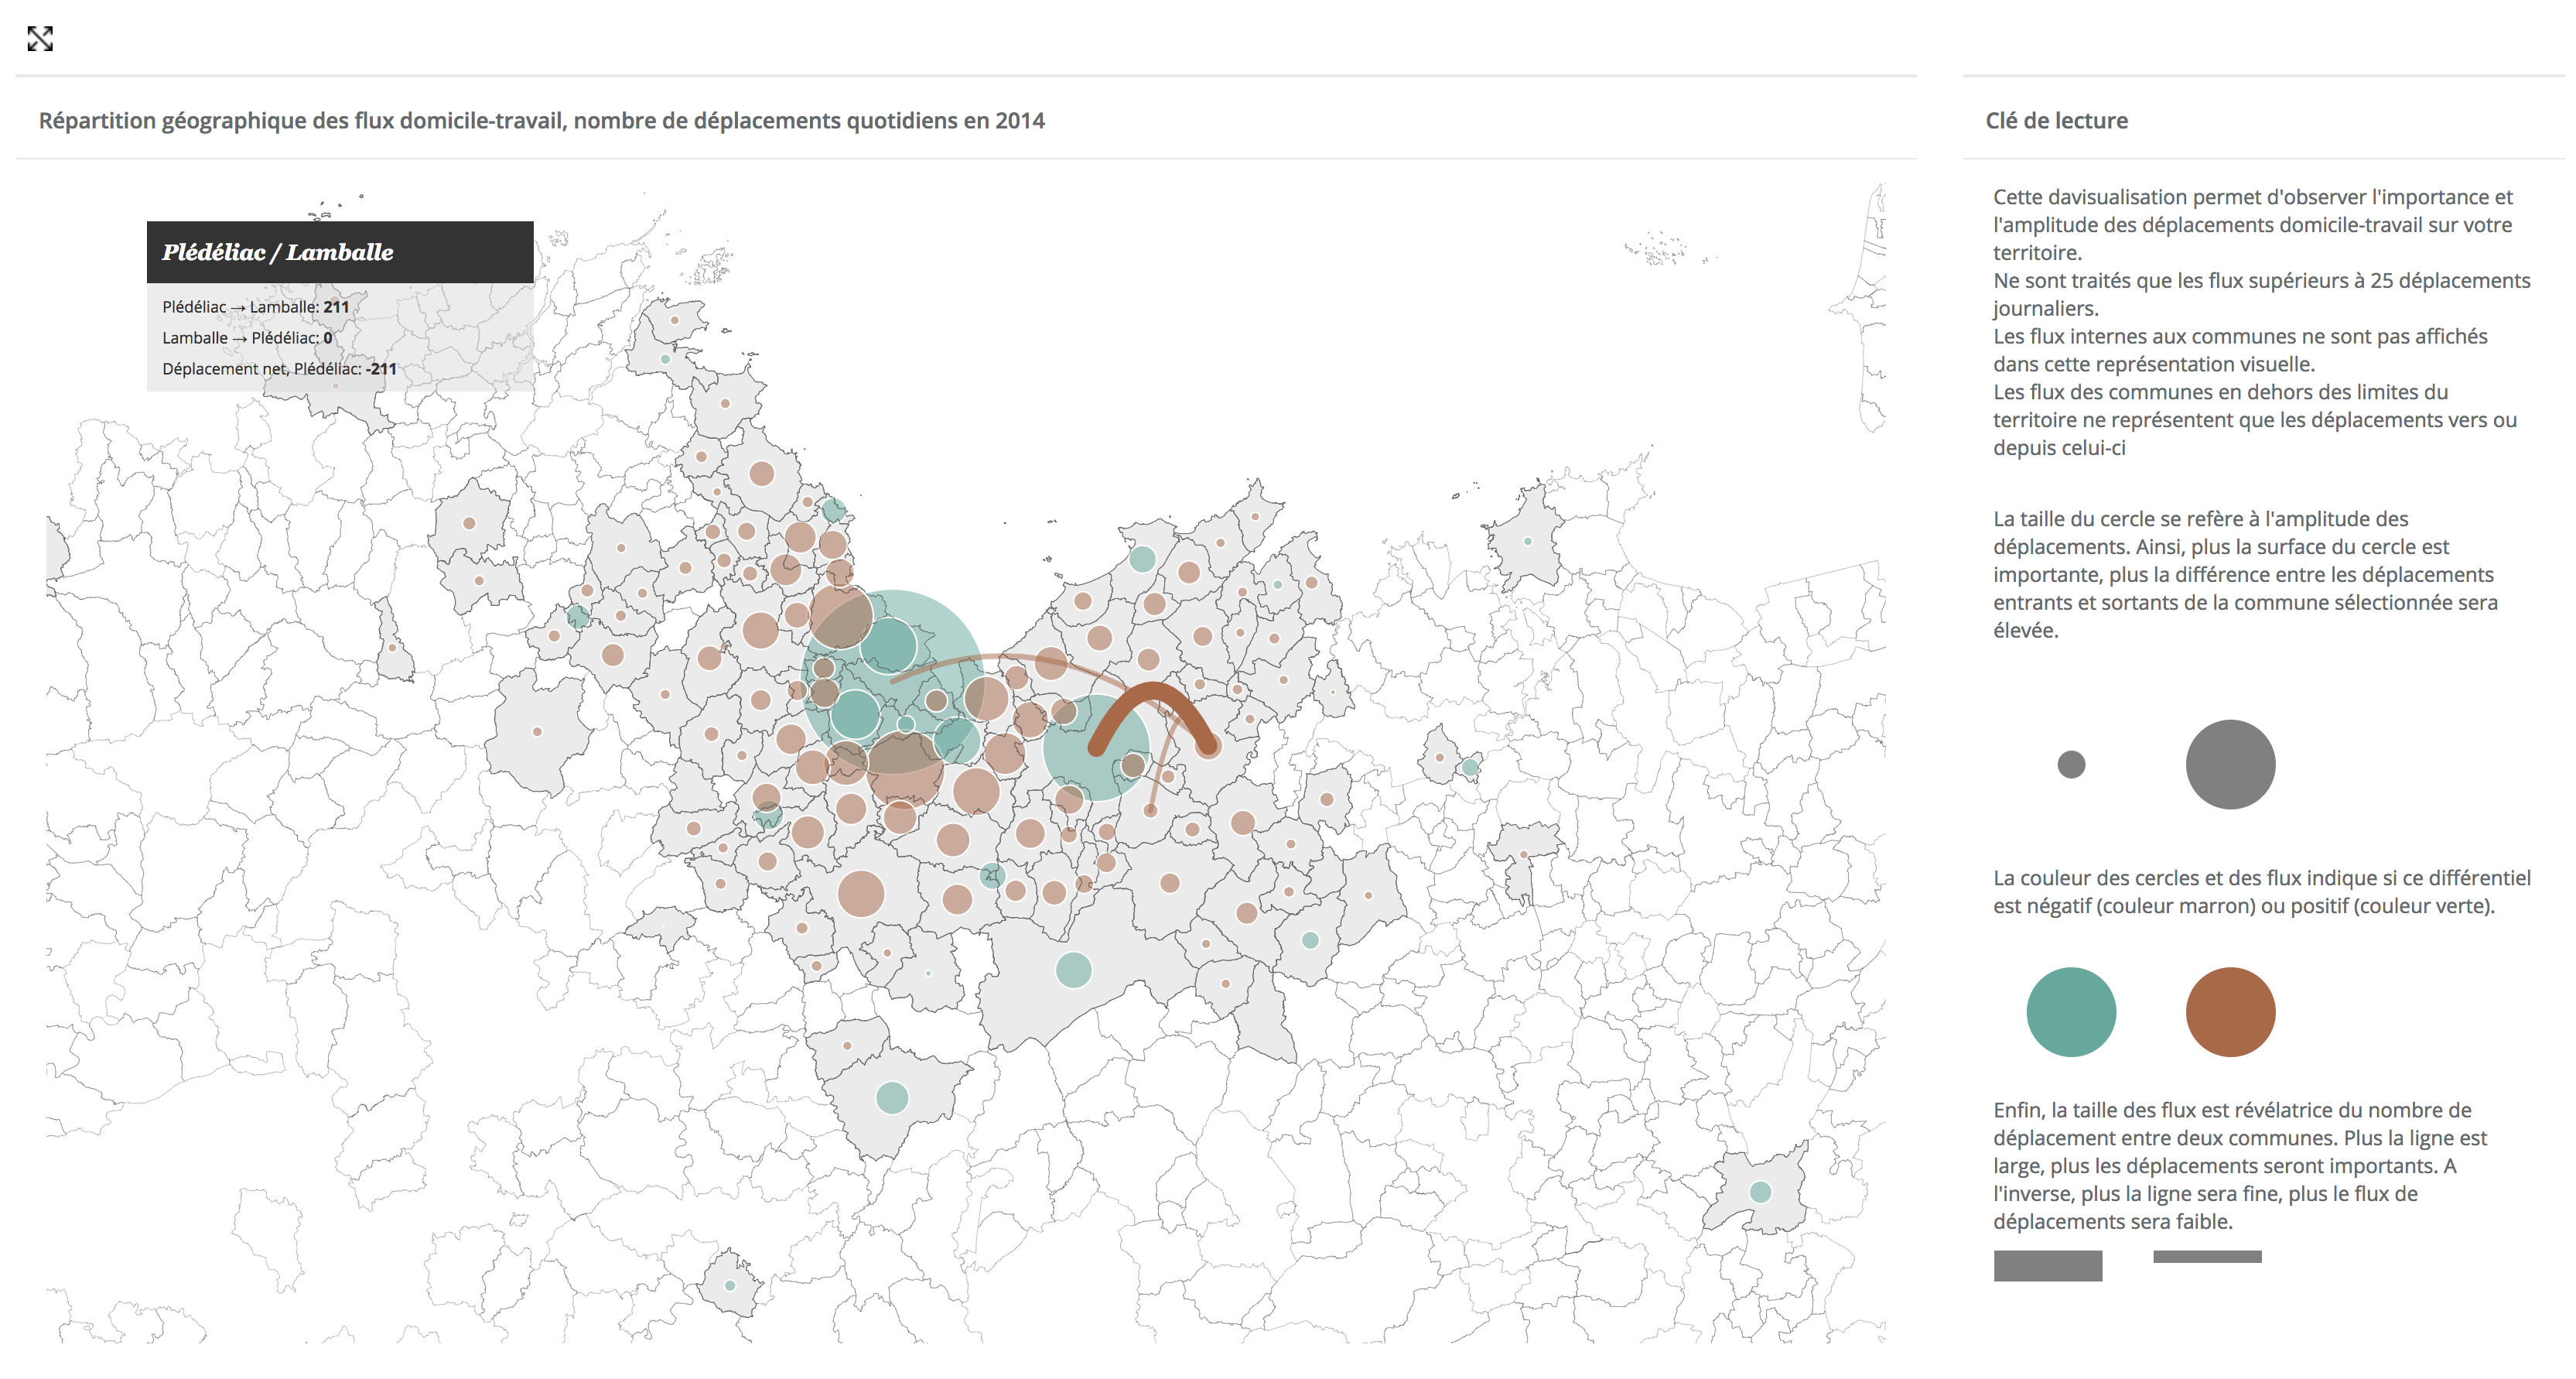 Répartition géographique des flux domicile-travail, nombre de déplacements quotidiens en 2014
Plédéliac / Lamballe
Plédéliac → Lamballe: 211
Lamballe → Plédéliac: 0
Déplacement net, Plédéliac: -211
Clé de lecture
Cette davisualisation permet d'observer l'importance et
l'amplitude des déplacements domicile-travail sur votre
territoire.
Ne sont traités que les flux supérieurs à 25 déplacements
journaliers.
Les flux internes aux communes ne sont pas affichés
dans cette représentation visuelle.
Les flux des communes en dehors des limites du
territoire ne représentent que les déplacements vers ou
depuis celui-ci
La taille du cercle se refère à l'amplitude des
déplacements. Ainsi, plus la surface du cercle est
importante, plus la différence entre les déplacements
entrants et sortants de la commune sélectionnée sera
élevée.
La couleur des cercles et des flux indique si ce différentiel
est négatif (couleur marron) ou positif (couleur verte).
Enfin, la taille des flux est révélatrice du nombre de
déplacement entre deux communes. Plus la ligne est
large, plus les déplacements seront importants. A
l'inverse, plus la ligne sera fine, plus le flux de
déplacements sera faible.